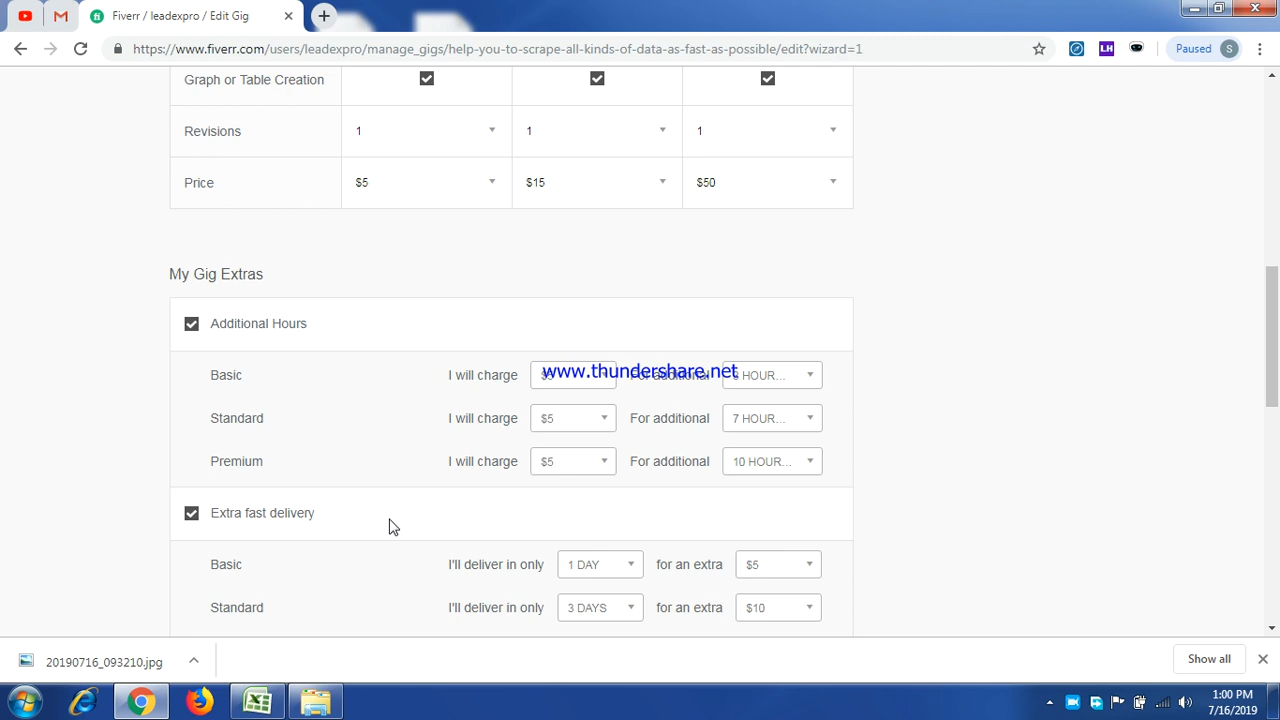 Fiverr / leadexpro / Edit Gig
https://www.fiverr.com/users/leadexpro/manage_gigs/help-you-to-scrape-all-kinds-of-data-as-fast-as-possible/edit?wizard=1
LH
Paused S
Graph or Table Creation
Revisions 1 1 1
Price $5 $15 $50
My Gig Extras
Additional Hours
www.thundershare.net
Basic I will charge $5 For additional HOUR...
Standard I will charge $5 For additional 7 HOUR...
Premium I will charge $5 For additional 10 HOUR...
Extra fast delivery
Basic I'll deliver in only 1 DAY for an extra $5
Standard I'll deliver in only 3 DAYS for an extra $10
20190716_093210.jpg Show all
1:00 PM
7/16/2019